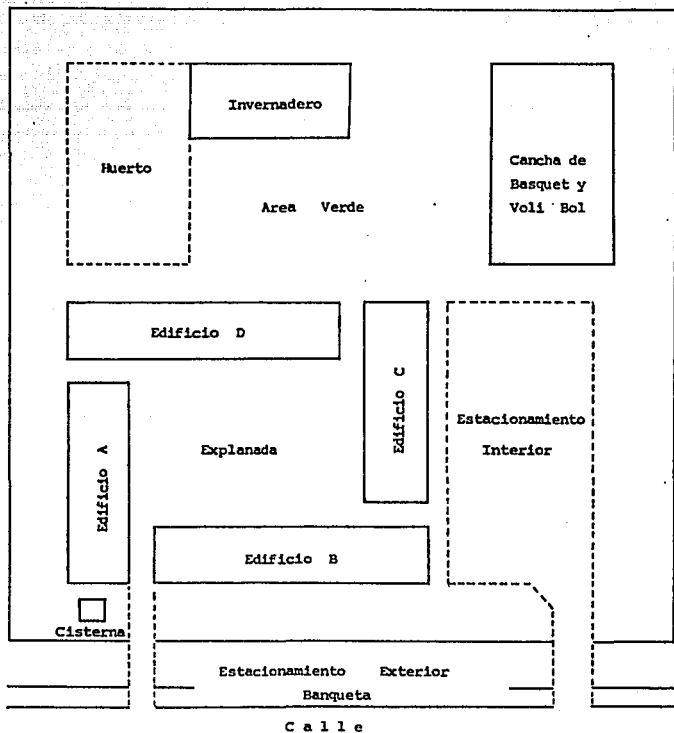 Invernadero
Huerto
Cancha de
Basquet y
Voli Bol
Area Verde
Edificio D
Edificio C
Estacionamiento
Interior
Edificio A
Explanada
Edificio B
Cisterna
Estacionamiento Exterior
Banqueta
Calle